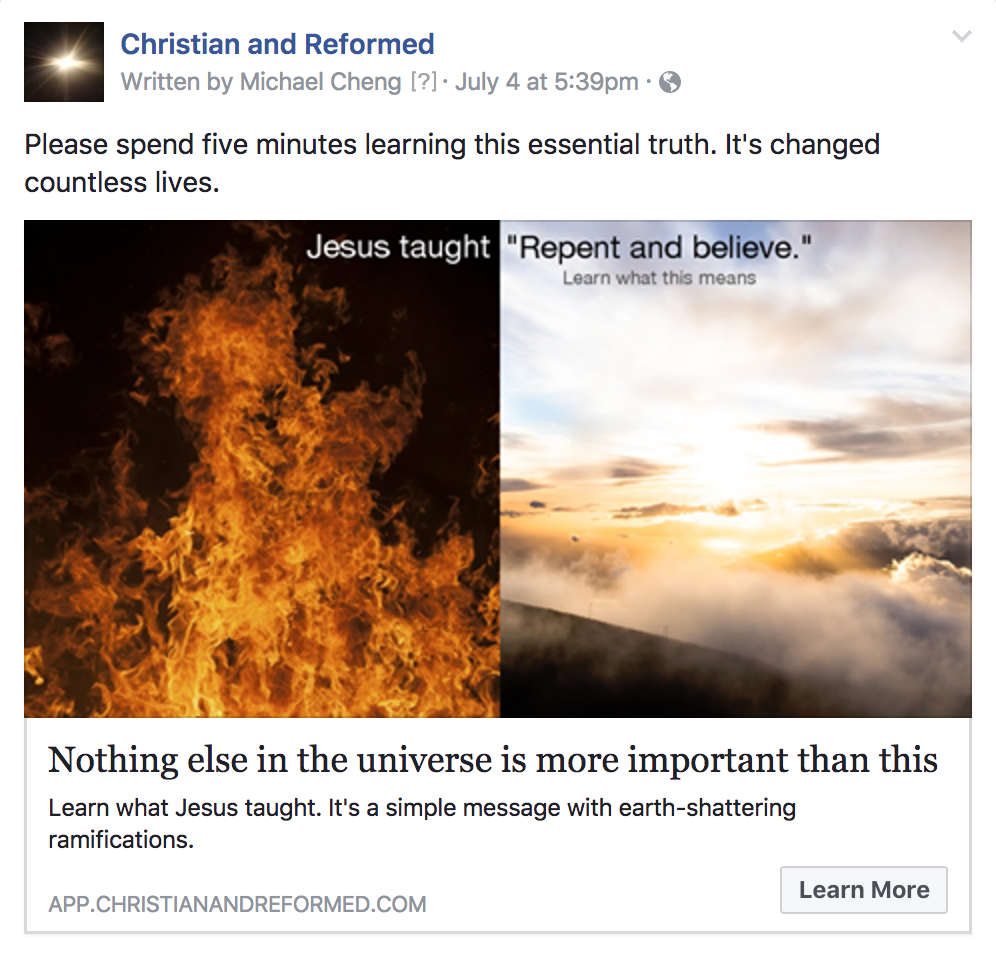 Christian and Reformed
Written by Michael Cheng [?] · July 4 at 5:39pm ·
Please spend five minutes learning this essential truth. It's changed
countless lives.
Jesus taught "Repent and believe."
Learn what this means
Nothing else in the universe is more important than this
Learn what Jesus taught. It's a simple message with earth-shattering
ramifications.
APP.CHRISTIANANDREFORMED.COM
Learn More